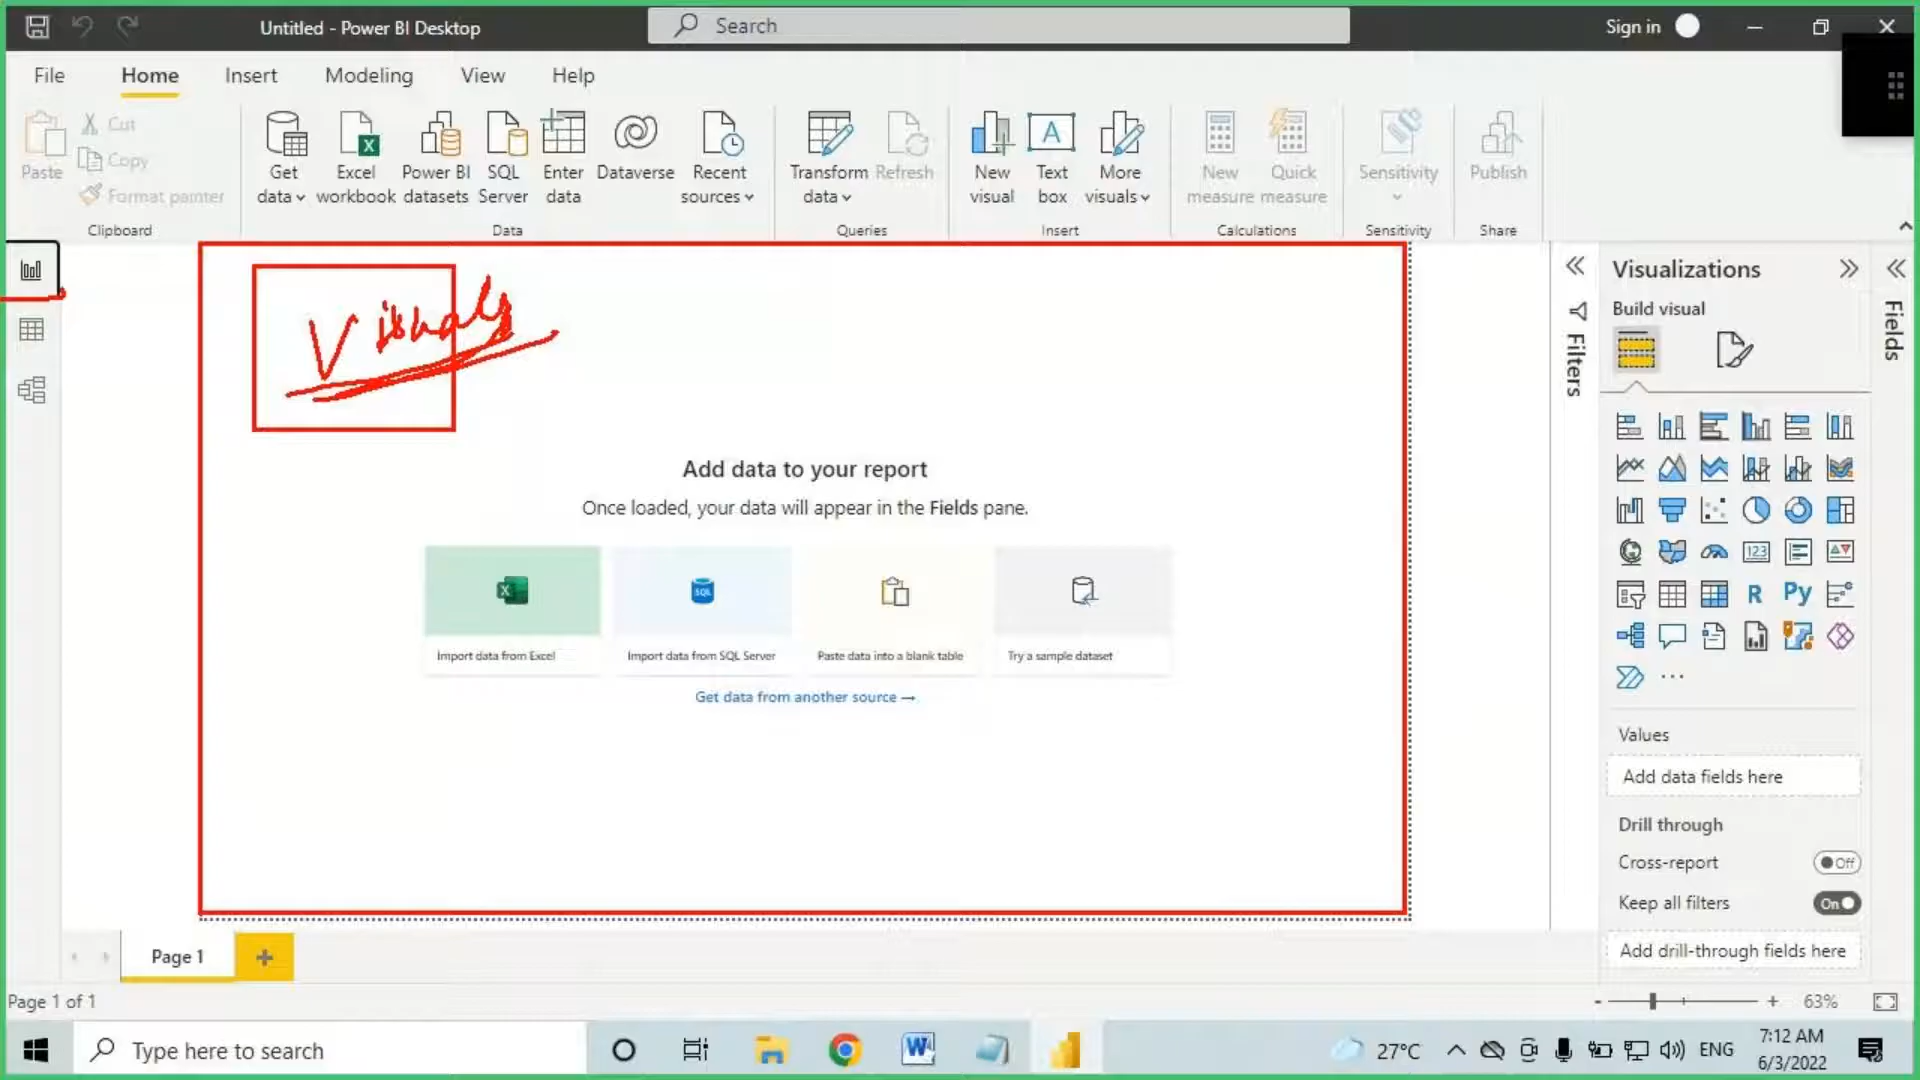 Untitled - Power BI Desktop
Search
Sign in
File Home Insert Modeling View Help
Paste
Cut
Copy
Format painter
Clipboard
Get data
Excel workbook
Power BI datasets
SQL Server
Enter data
Dataverse
Recent sources
Data
Transform data
Refresh
Queries
New visual
Text box
More visuals
Insert
New measure
Quick measure
Calculations
Sensitivity
Sensitivity
Publish
Share
Visuals
Add data to your report
Once loaded, your data will appear in the Fields pane.
X
SQL
Import data from Excel
Import data from SQL Server
Paste data into a blank table
Try a sample dataset
Get data from another source →
Filters
Visualizations
Build visual
123
R
Py
...
Values
Add data fields here
Drill through
Cross-report
Off
Keep all filters
On
Add drill-through fields here
Fields
Page 1
+
Page 1 of 1
- + 63%
Type here to search
W
27°C
ENG
7:12 AM
6/3/2022